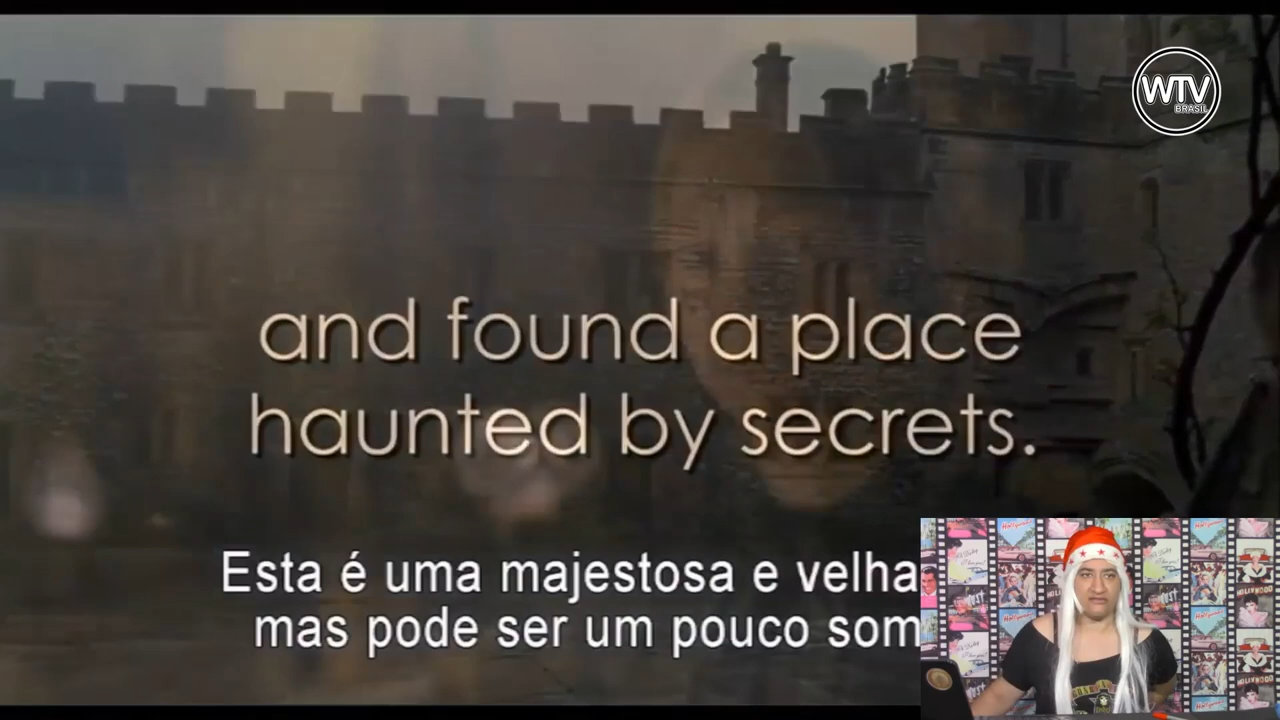 WTV
BRASIL
and found a place
haunted by secrets.
Esta é uma majestosa e velha
mas pode ser um pouco som